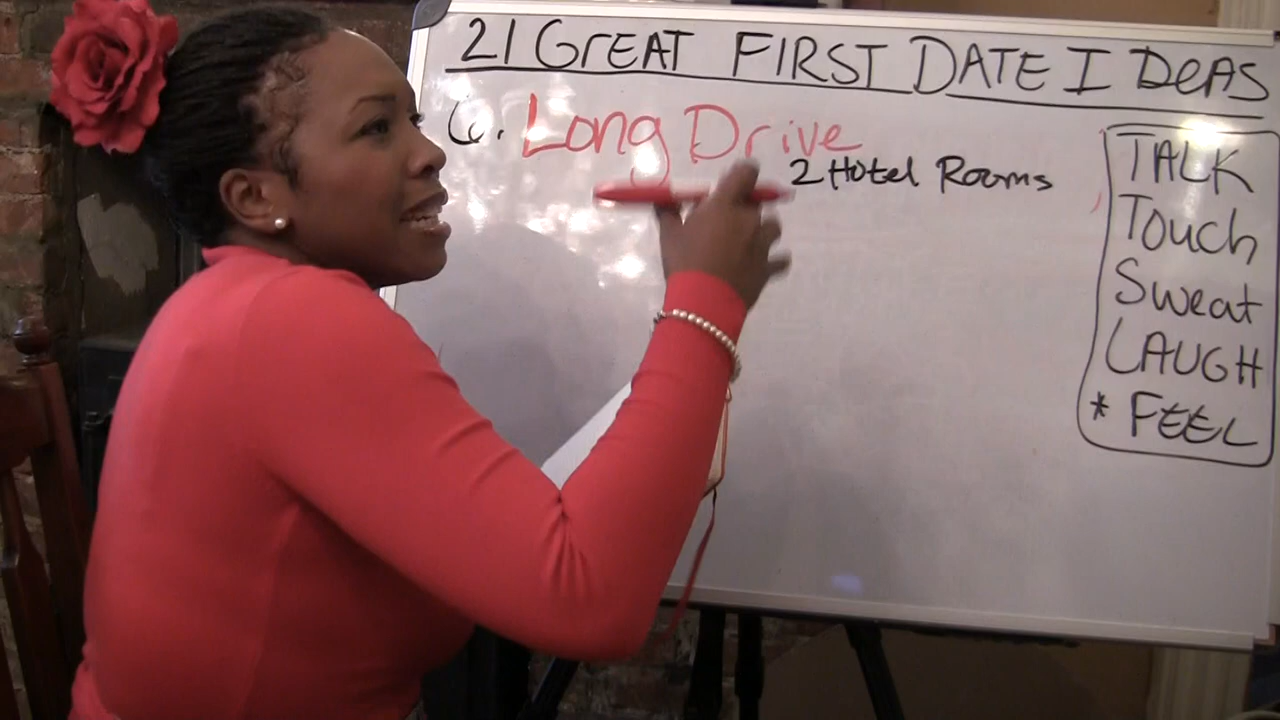 21 GREAT FIRST DATE IDEAS
6. Long Drive
2 Hotel Rooms
TALK
Touch
Sweat
LAUGH
* FEEL